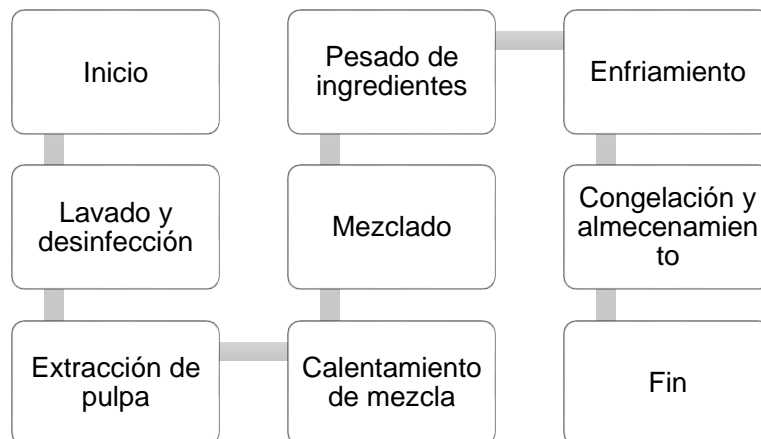 Inicio
Lavado y
desinfección
Extracción de
pulpa
Calentamiento
de mezcla
Mezclado
Pesado de
ingredientes
Enfriamiento
Congelación y
almecenamien
to
Fin